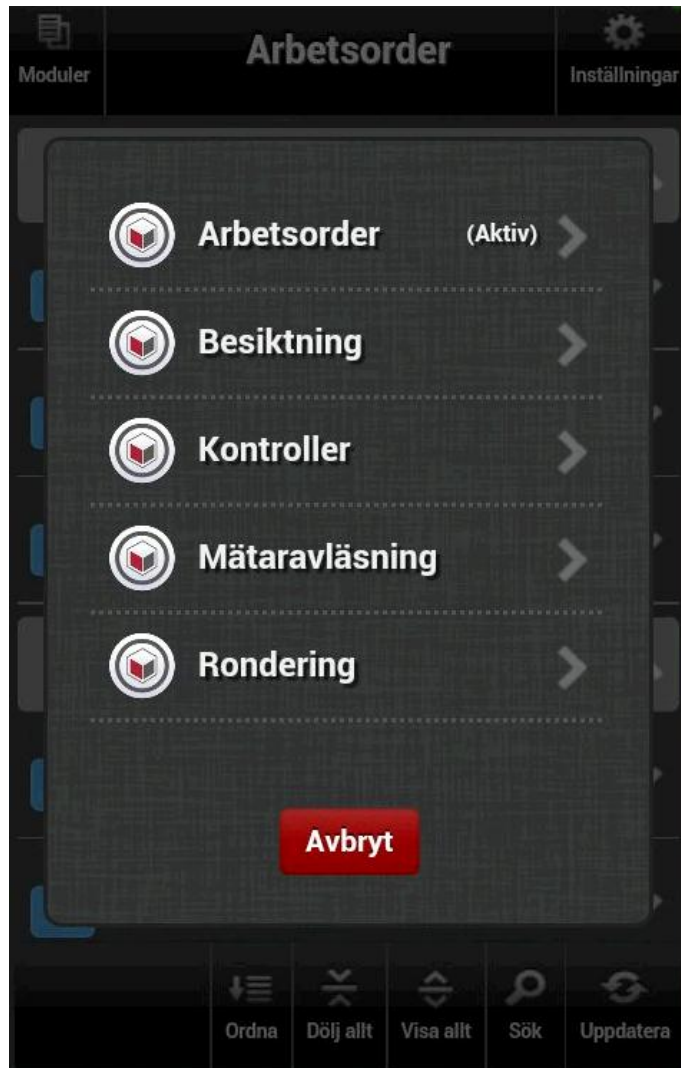 Moduler
Arbetsorder
Inställningar
Arbetsorder (Aktiv)
Besiktning
Kontroller
Mätaravläsning
Rondering
Avbryt
Ordna Dölj allt Visa allt Sök Uppdatera